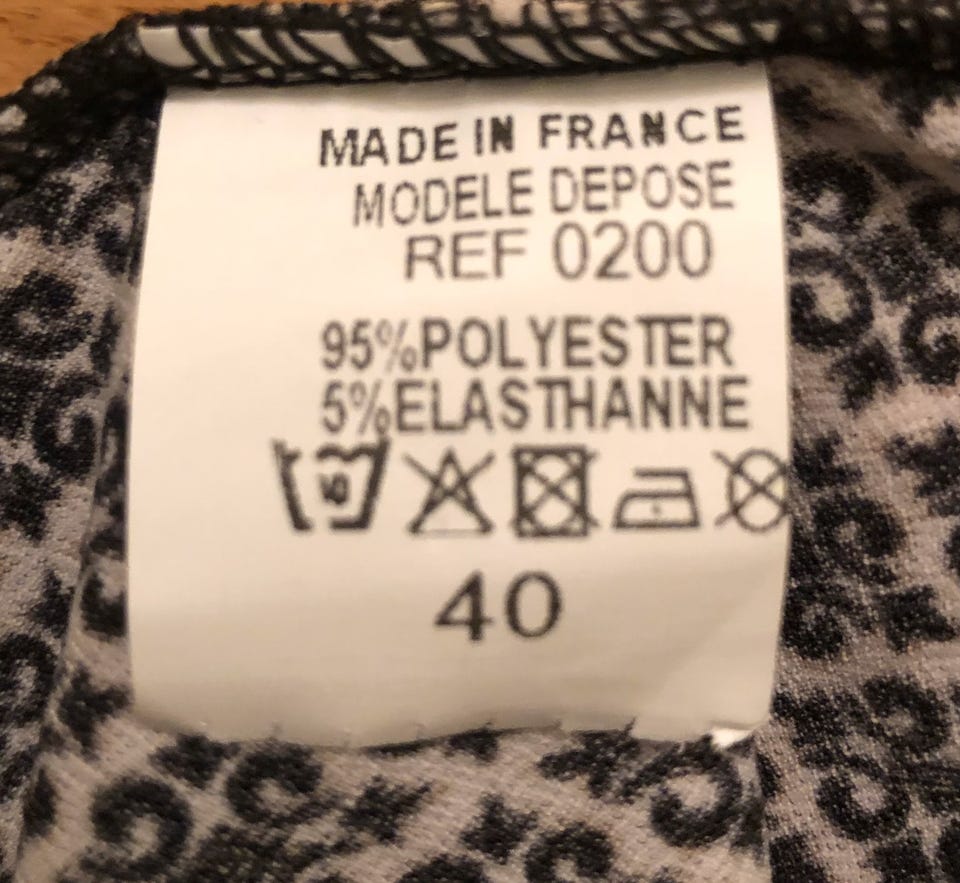 MADE IN FRANCE
MODELE DEPOSE
REF 0200
95%POLYESTER
5%ELASTHANNE
40